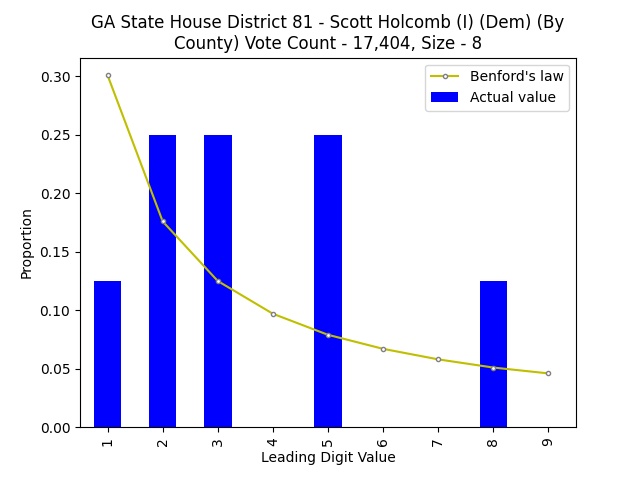 GA State House District 81 - Scott Holcomb (I) (Dem) (By
County) Vote Count - 17,404, Size - 8
Benford's law
Actual value
0.30
0.25
0.20
0.15
0.10
0.05
0.00
Proportion
1 2 3 4 5 6 7 8 9
Leading Digit Value